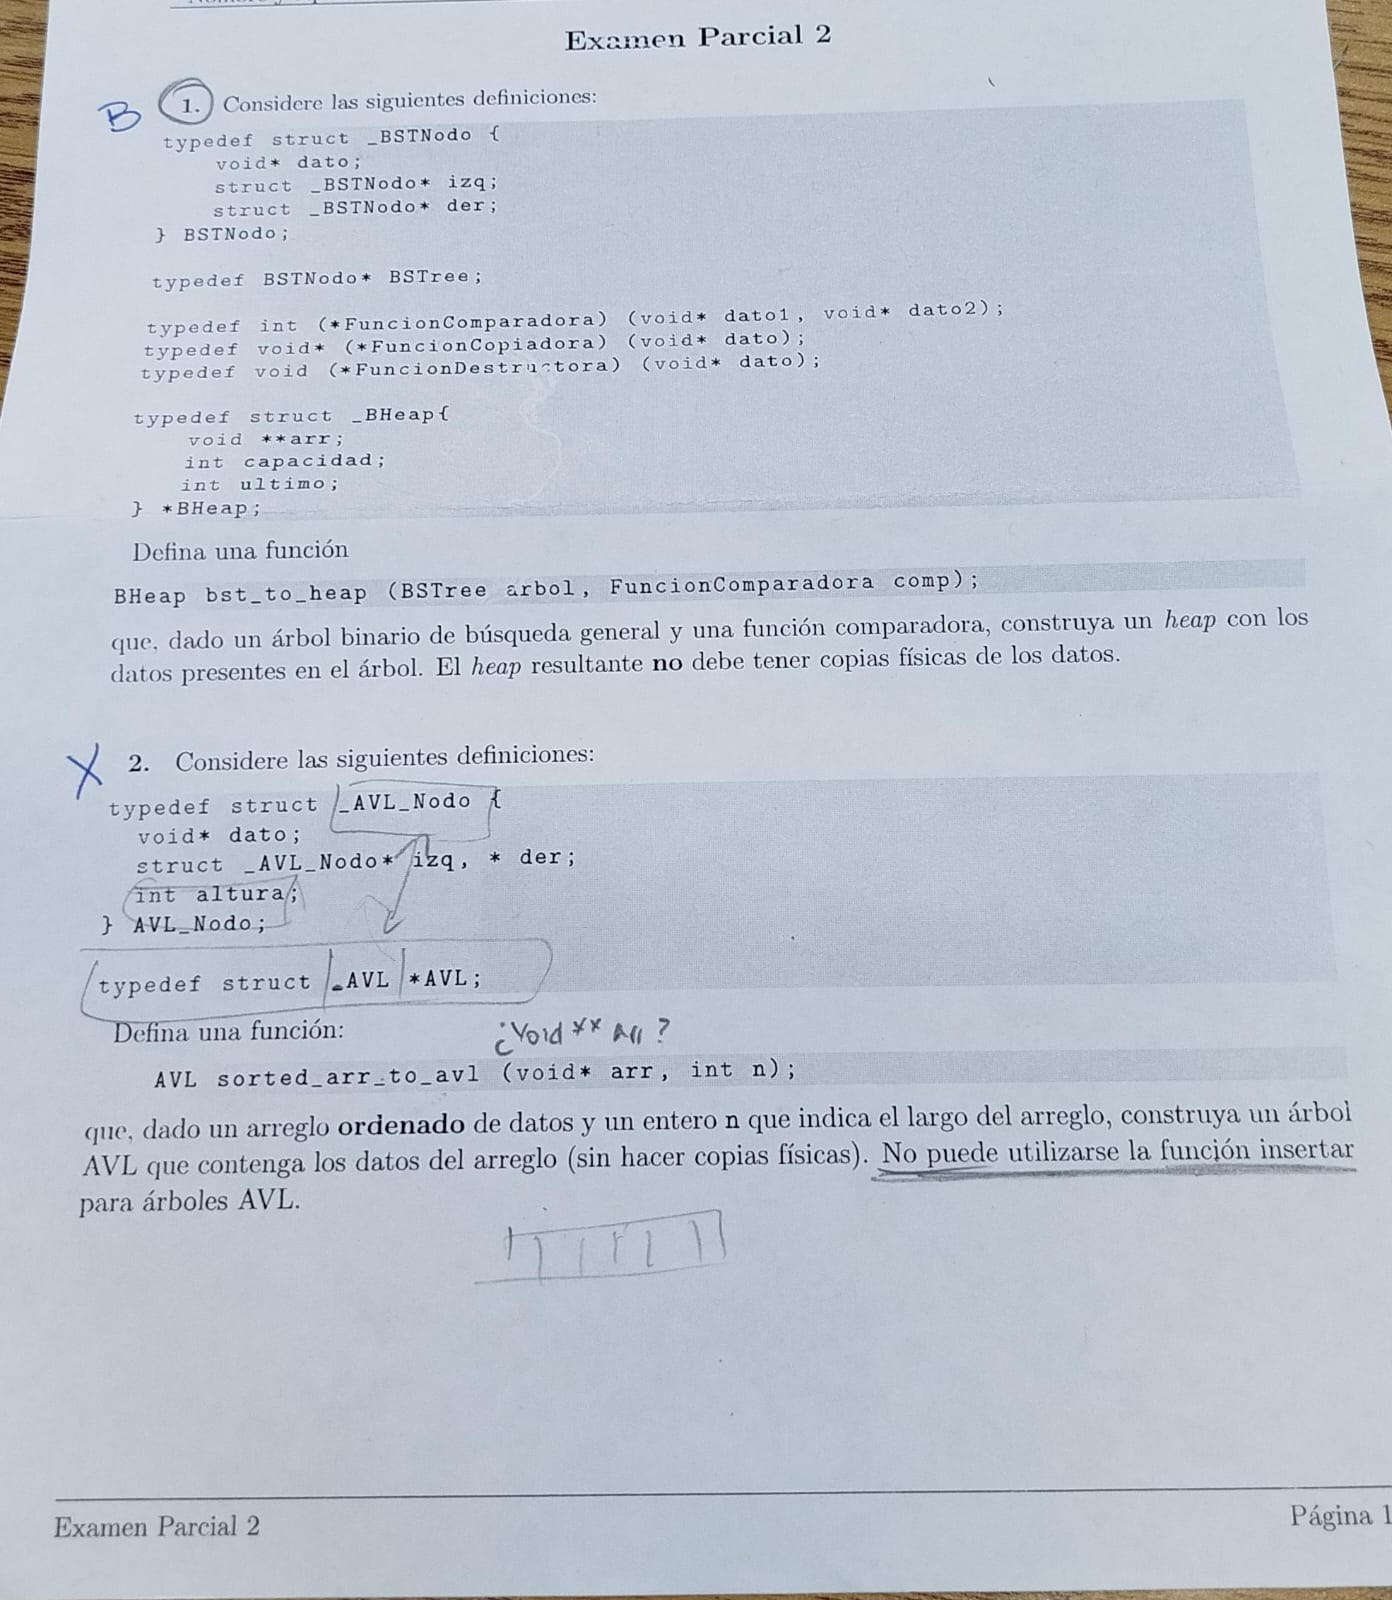 Examen Parcial 2
B 1. Considere las siguientes definiciones:
typedef struct _BSTNodo {
void* dato;
struct _BSTNodo* izq;
struct _BSTNodo* der;
} BSTNodo;
typedef BSTNodo* BSTree;
typedef int (*FuncionComparadora) (void* dato1, void* dato2);
typedef void* (*FuncionCopiadora) (void* dato);
typedef void (*FuncionDestructora) (void* dato);
typedef struct _BHeap{
void **arr;
int capacidad;
int ultimo;
} *BHeap;
Defina una función
BHeap bst_to_heap (BSTree arbol, FuncionComparadora comp);
que, dado un árbol binario de búsqueda general y una función comparadora, construya un heap con los
datos presentes en el árbol. El heap resultante no debe tener copias físicas de los datos.
X 2. Considere las siguientes definiciones:
typedef struct _AVL_Nodo {
void* dato;
struct _AVL_Nodo* izq, * der;
int altura;
} AVL_Nodo;
typedef struct _AVL *AVL;
Defina una función:
¿Void ** Arr?
AVL sorted_arr_to_avl (void* arr, int n);
que, dado un arreglo ordenado de datos y un entero n que indica el largo del arreglo, construya un árbol
AVL que contenga los datos del arreglo (sin hacer copias físicas). No puede utilizarse la función insertar
para árboles AVL.
Examen Parcial 2
Página 1